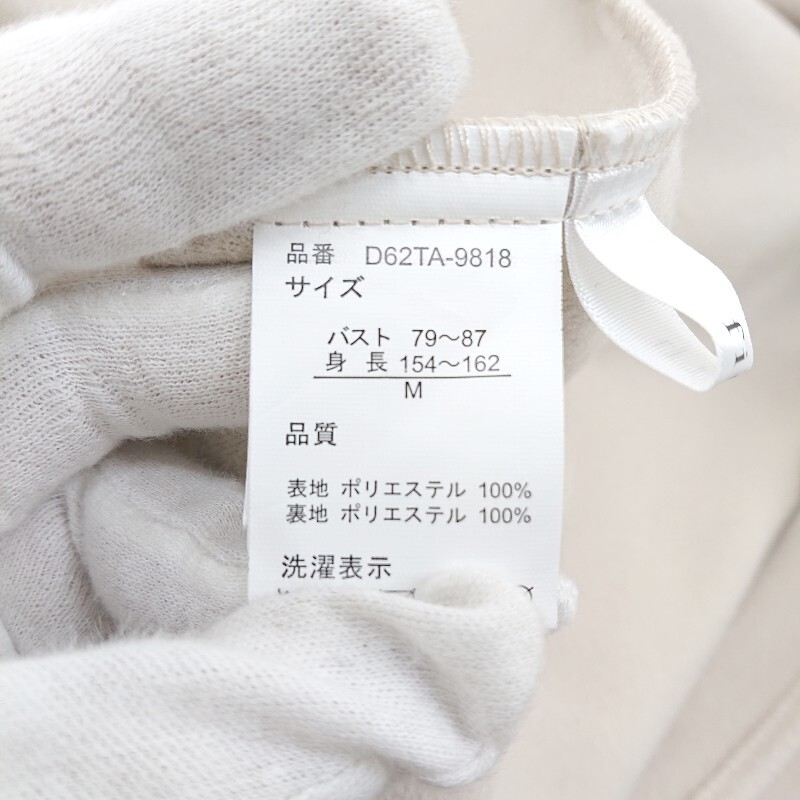 品番 D62TA-9818
サイズ
バスト 79～87
身長 154～162
M
品質
表地 ポリエステル 100%
裏地 ポリエステル 100%
洗濯表示